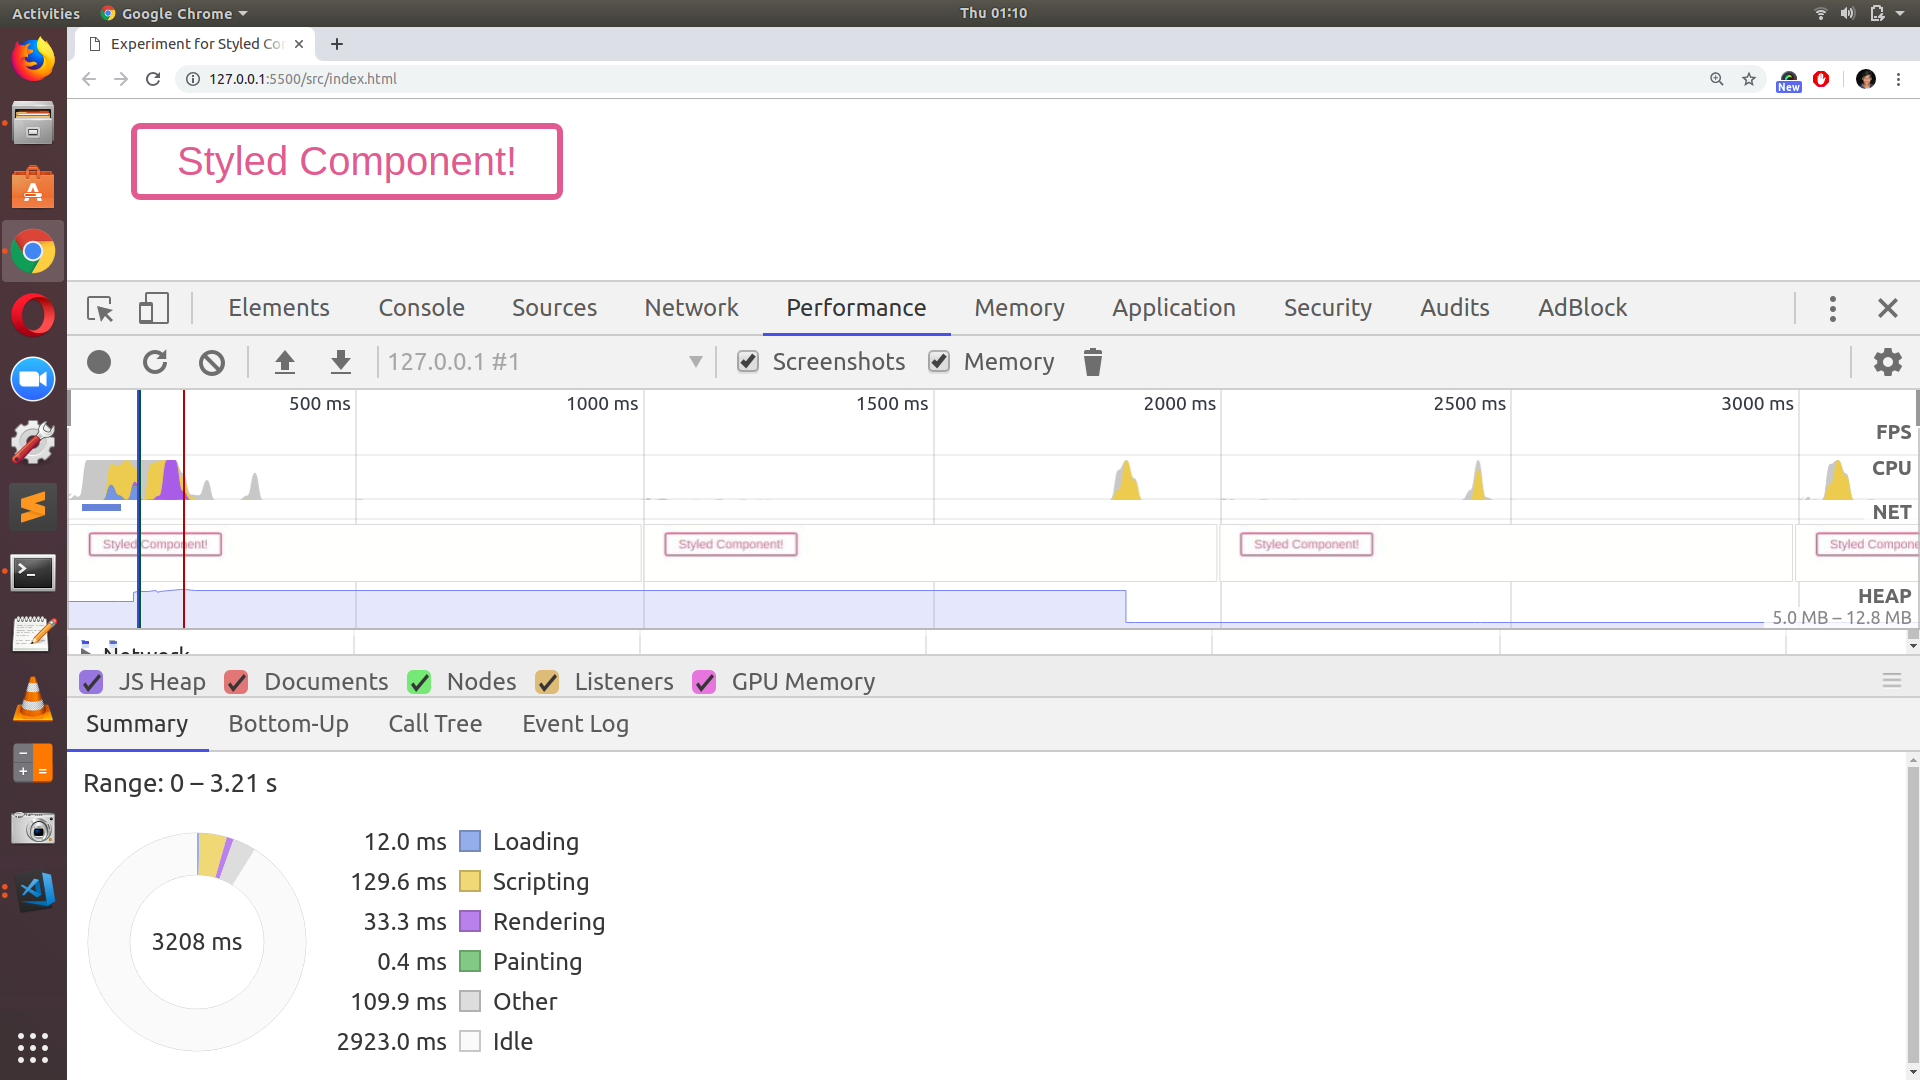 Activities Google Chrome Thu 01:10
Experiment for Styled Co
127.0.0.1:5500/src/index.html New
Styled Component!
Elements Console Sources Network Performance Memory Application Security Audits AdBlock
127.0.0.1 #1 Screenshots Memory
500 ms 1000 ms 1500 ms 2000 ms 2500 ms 3000 ms
FPS
CPU
NET
Styled Component! Styled Component! Styled Component! Styled Compone
HEAP
5.0 MB – 12.8 MB
Network
JS Heap Documents Nodes Listeners GPU Memory
Summary Bottom-Up Call Tree Event Log
Range: 0 – 3.21 s
3208 ms
12.0 ms Loading
129.6 ms Scripting
33.3 ms Rendering
0.4 ms Painting
109.9 ms Other
2923.0 ms Idle